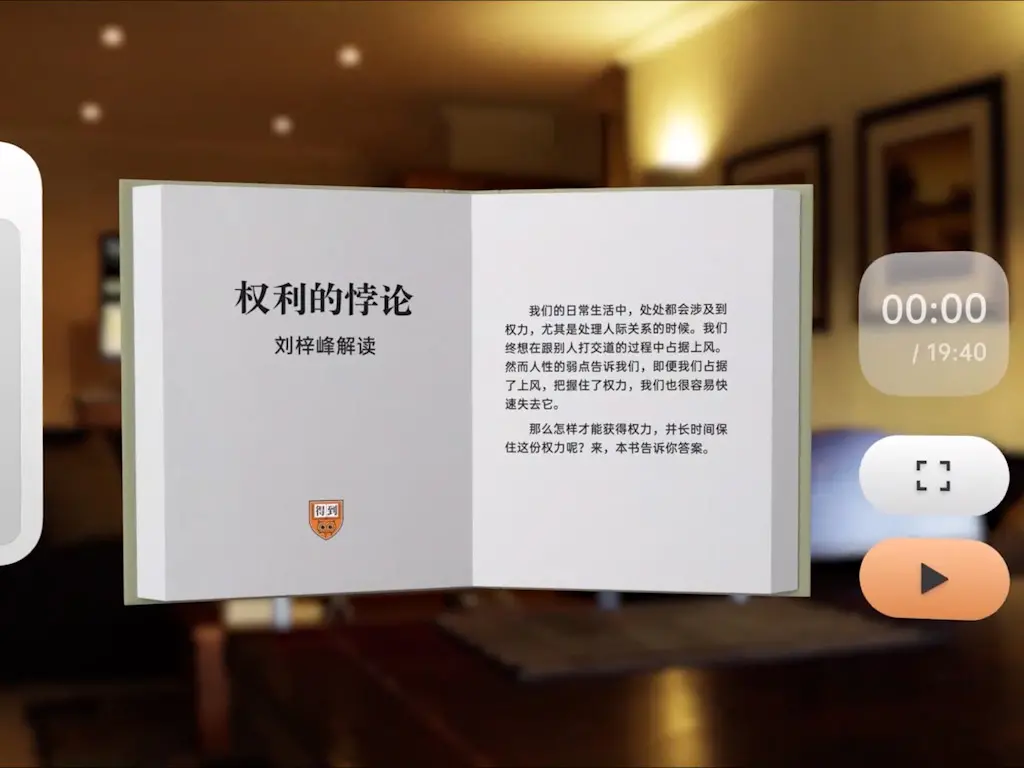 权利的悖论
刘梓峰解读
得到
我们的日常生活中，处处都会涉及到
权力，尤其是处理人际关系的时候。我们
终想在跟别人打交道的过程中占据上风。
然而人性的弱点告诉我们，即便我们占据
了上风，把握住了权力，我们也很容易快
速失去它。
那么怎样才能获得权力，并长时间保
住这份权力呢？来，本书告诉你答案。
00:00
/ 19:40